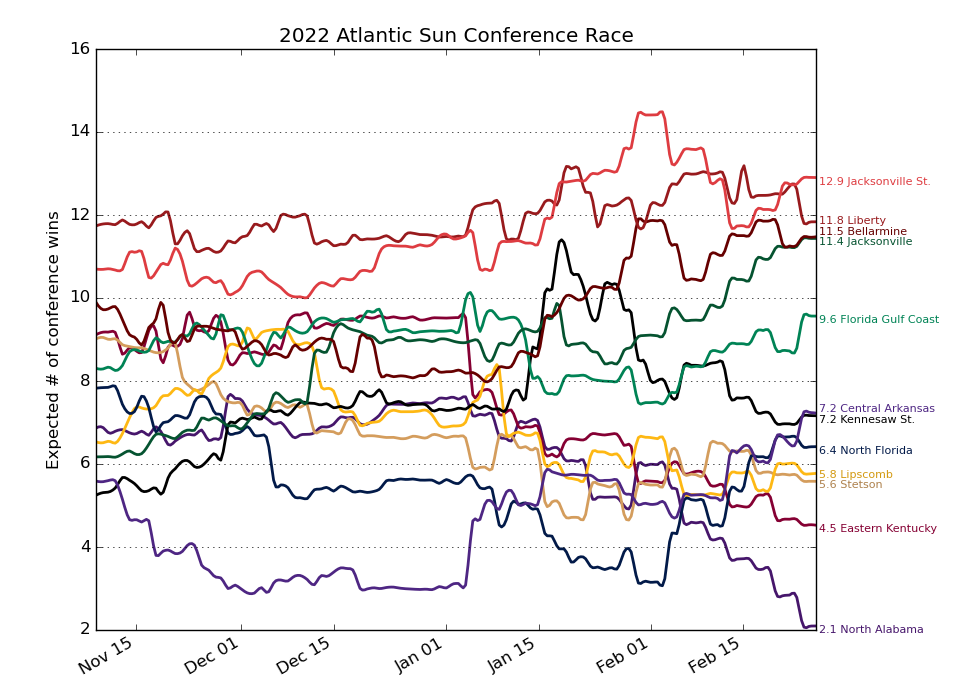 2022 Atlantic Sun Conference Race
Expected # of conference wins
16
14
12
10
8
6
4
2
Nov 15
Dec 01
Dec 15
Jan 01
Jan 15
Feb 01
Feb 15
12.9 Jacksonville St.
11.8 Liberty
11.5 Bellarmine
11.4 Jacksonville
9.6 Florida Gulf Coast
7.2 Central Arkansas
7.2 Kennesaw St.
6.4 North Florida
5.8 Lipscomb
5.6 Stetson
4.5 Eastern Kentucky
2.1 North Alabama